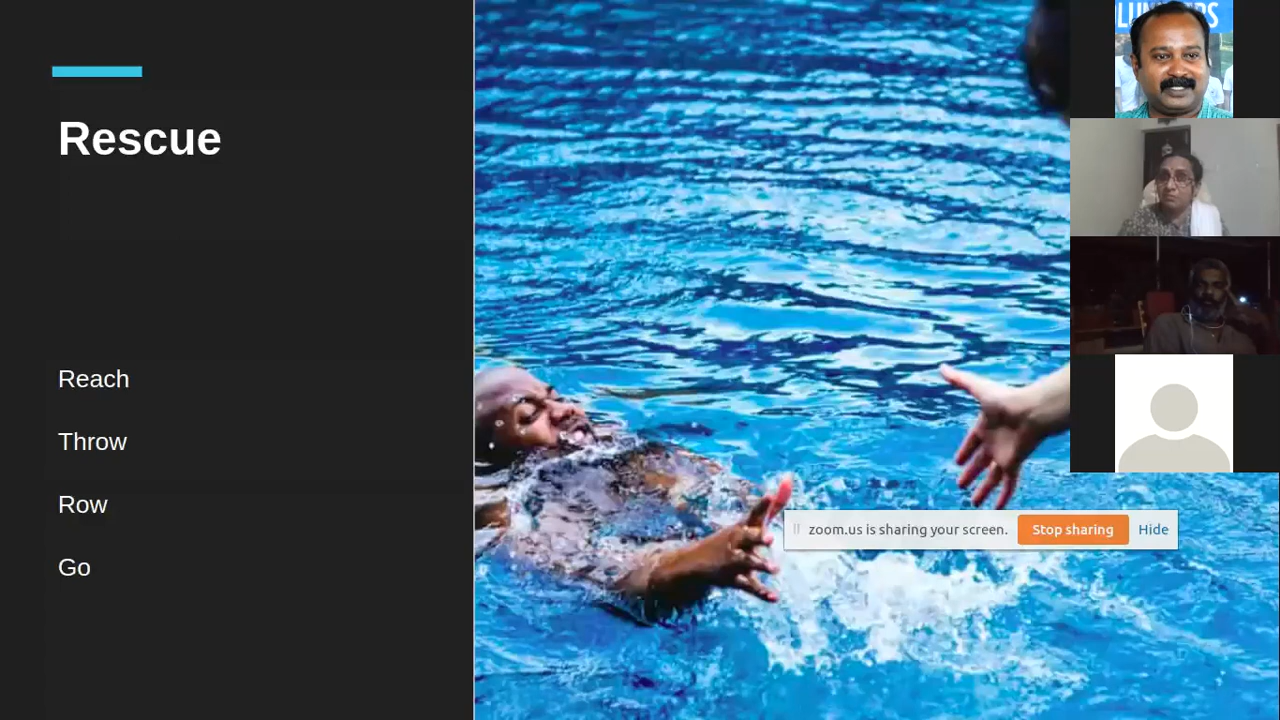 Rescue
Reach
Throw
Row
Go
zoom.us is sharing your screen. Stop sharing Hide